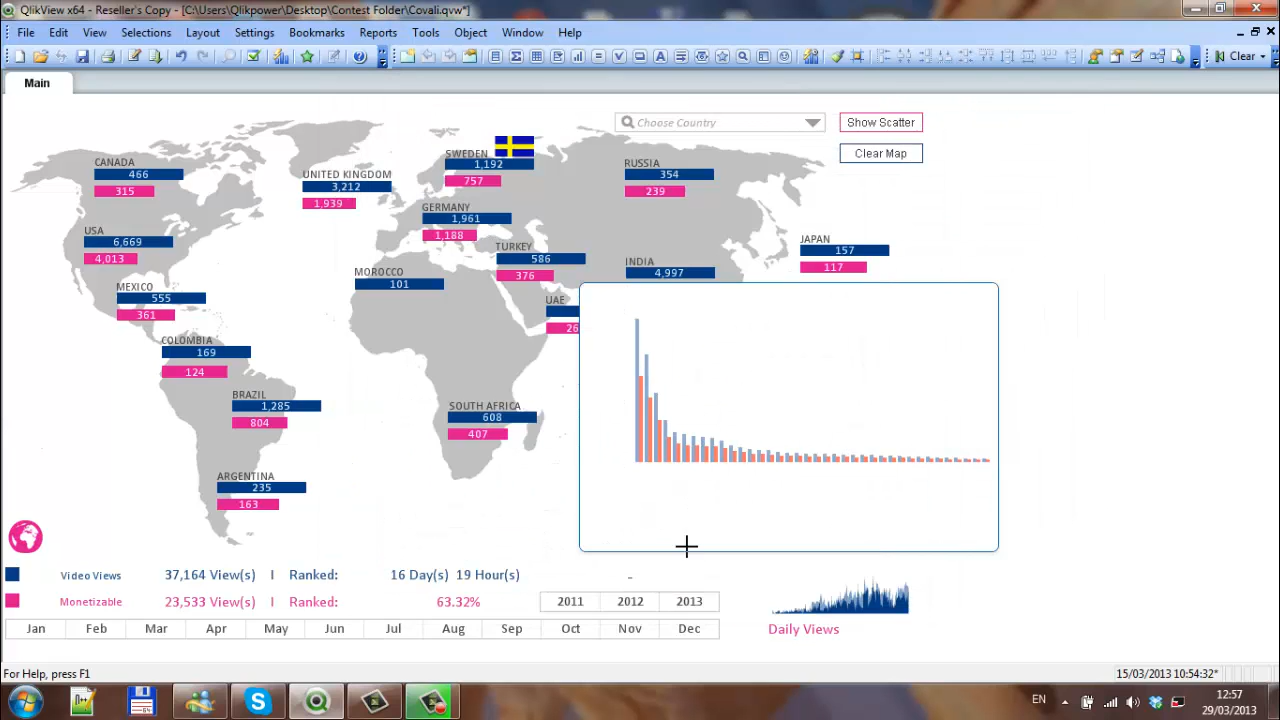 QlikView x64 - Reseller's Copy - [C:\Users\Qlikpower\Desktop\Contest Folder\Covali.qvw*]
File Edit View Selections Layout Settings Bookmarks Reports Tools Object Window Help
Clear
Main
Choose Country
Show Scatter
Clear Map
CANADA
466
315
UNITED KINGDOM
3,212
1,939
SWEDEN
1,192
757
RUSSIA
354
239
USA
6,669
4,013
GERMANY
1,961
1,188
TURKEY
586
376
JAPAN
157
117
MOROCCO
101
INDIA
4,997
MEXICO
555
361
UAE
26
COLOMBIA
169
124
BRAZIL
1,285
804
SOUTH AFRICA
608
407
ARGENTINA
235
163
Video Views 37,164 View(s) I Ranked: 16 Day(s) 19 Hour(s) -
Monetizable 23,533 View(s) I Ranked: 63.32% 2011 2012 2013
Jan Feb Mar Apr May Jun Jul Aug Sep Oct Nov Dec
Daily Views
For Help, press F1
15/03/2013 10:54:32*
EN
12:57
29/03/2013